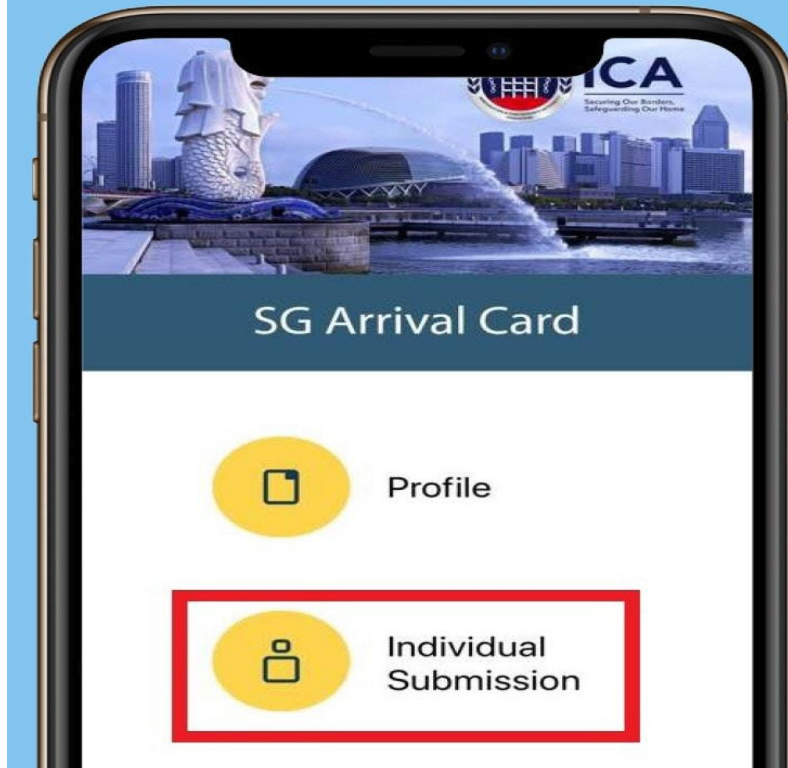 ICA
Securing Our Borders,
Safeguarding Our Home
SG Arrival Card
Profile
Individual
Submission